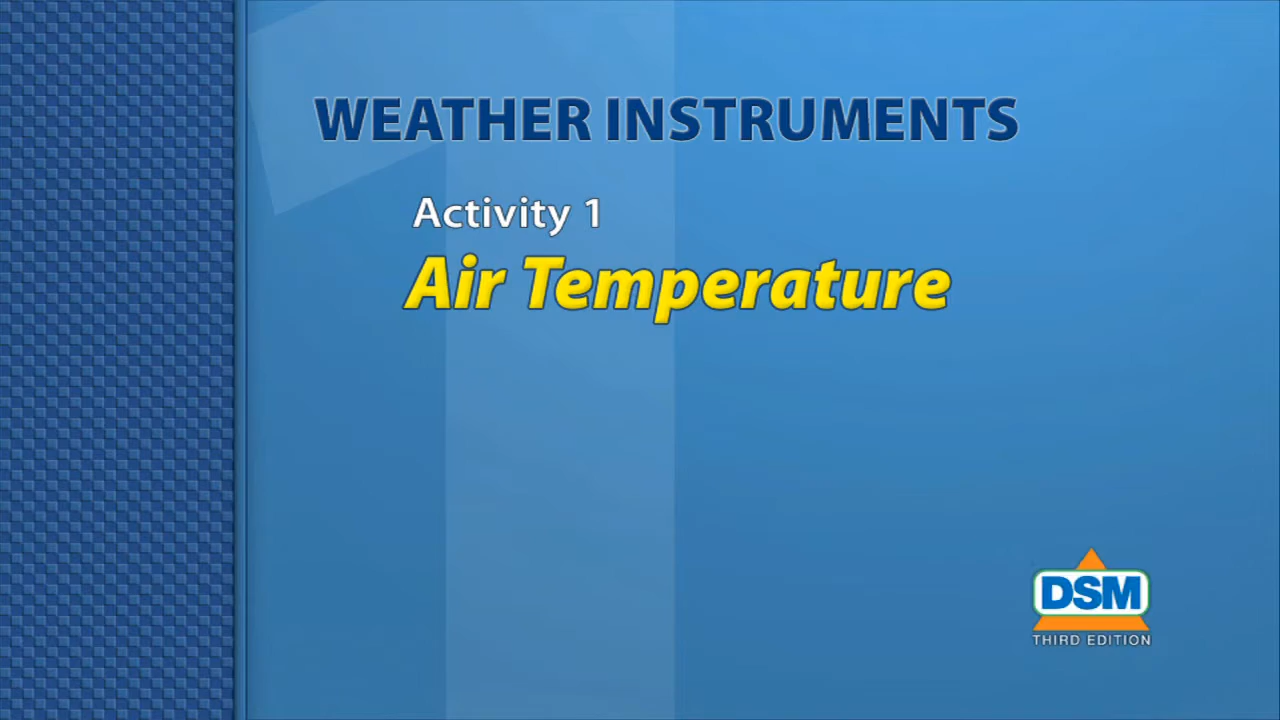 WEATHER INSTRUMENTS
Activity 1
Air Temperature
DSM
THIRD EDITION